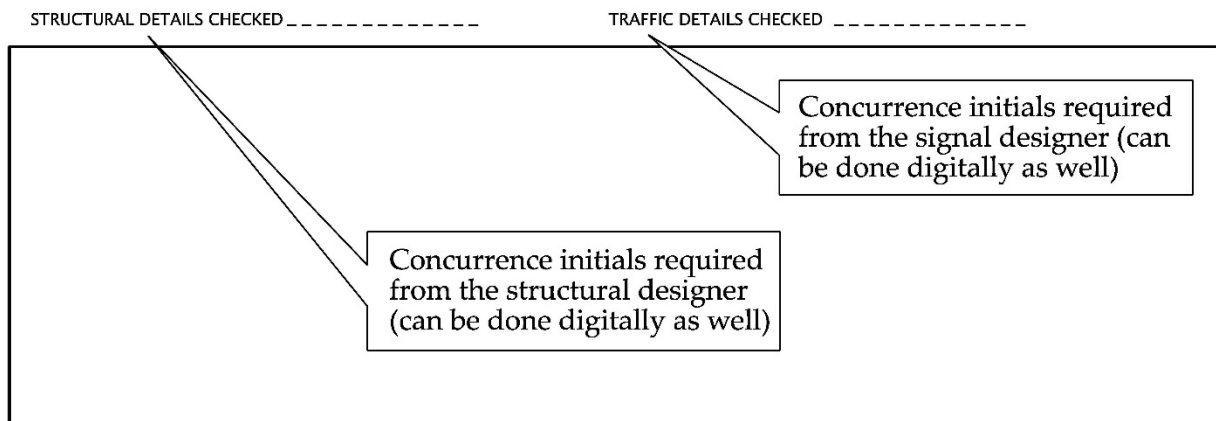 STRUCTURAL DETAILS CHECKED _ _ _ _ _ _ _ _ _ _ _ _ _
TRAFFIC DETAILS CHECKED _ _ _ _ _ _ _ _ _ _ _ _ _
Concurrence initials required
from the signal designer (can
be done digitally as well)
Concurrence initials required
from the structural designer
(can be done digitally as well)